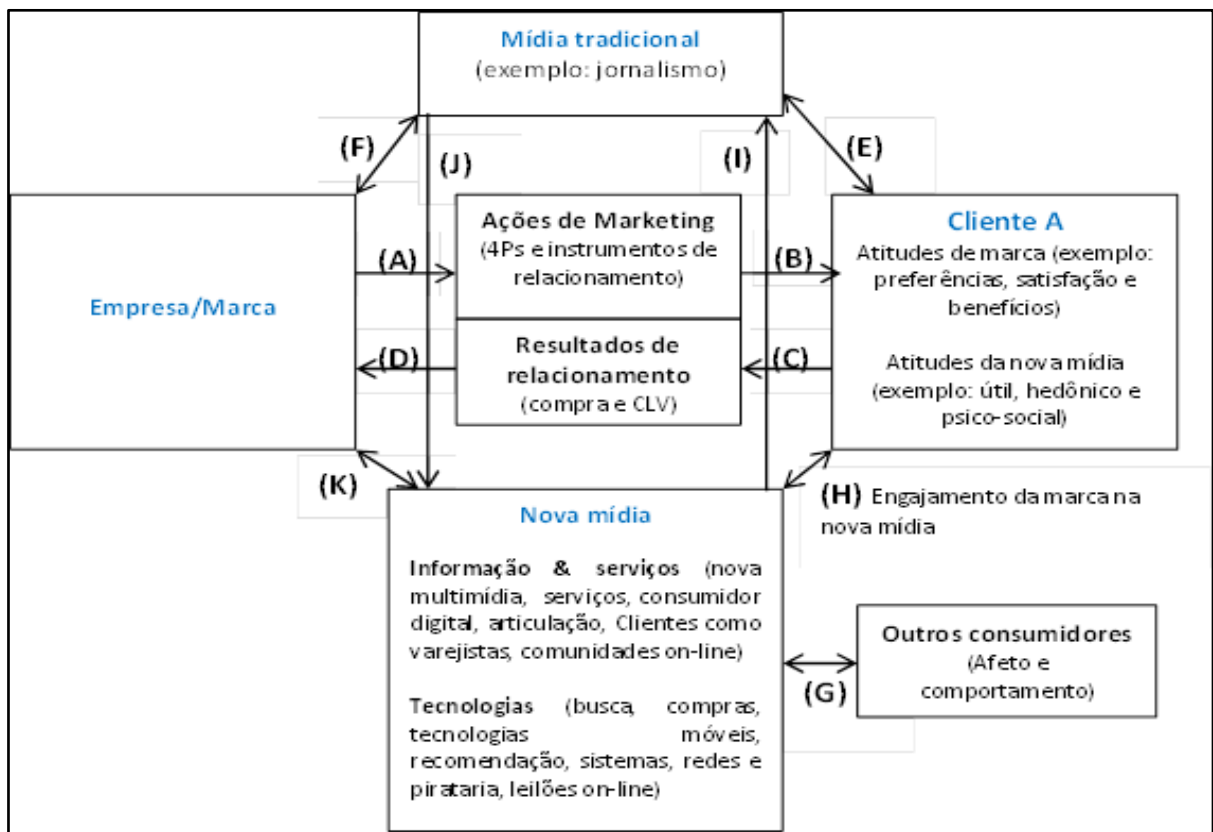 Mídia tradicional
(exemplo: jornalismo)
(F)
(J)
(I)
(E)
Empresa/Marca
(A)
Ações de Marketing
(4Ps e instrumentos de
relacionamento)
(B)
Resultados de
relacionamento
(compra e CLV)
(D)
(C)
Cliente A
Atitudes de marca (exemplo:
preferências, satisfação e
benefícios)
Atitudes da nova mídia
(exemplo: útil, hedônico e
psico-social)
(K)
(H) Engajamento da marca na
nova mídia
Nova mídia
Informação & serviços (nova
multimídia, serviços, consumidor
digital, articulação, Clientes como
varejistas, comunidades on-line)
Tecnologias (busca, compras,
tecnologias móveis,
recomendação, sistemas, redes e
pirataria, leilões on-line)
(G)
Outros consumidores
(Afeto e
comportamento)